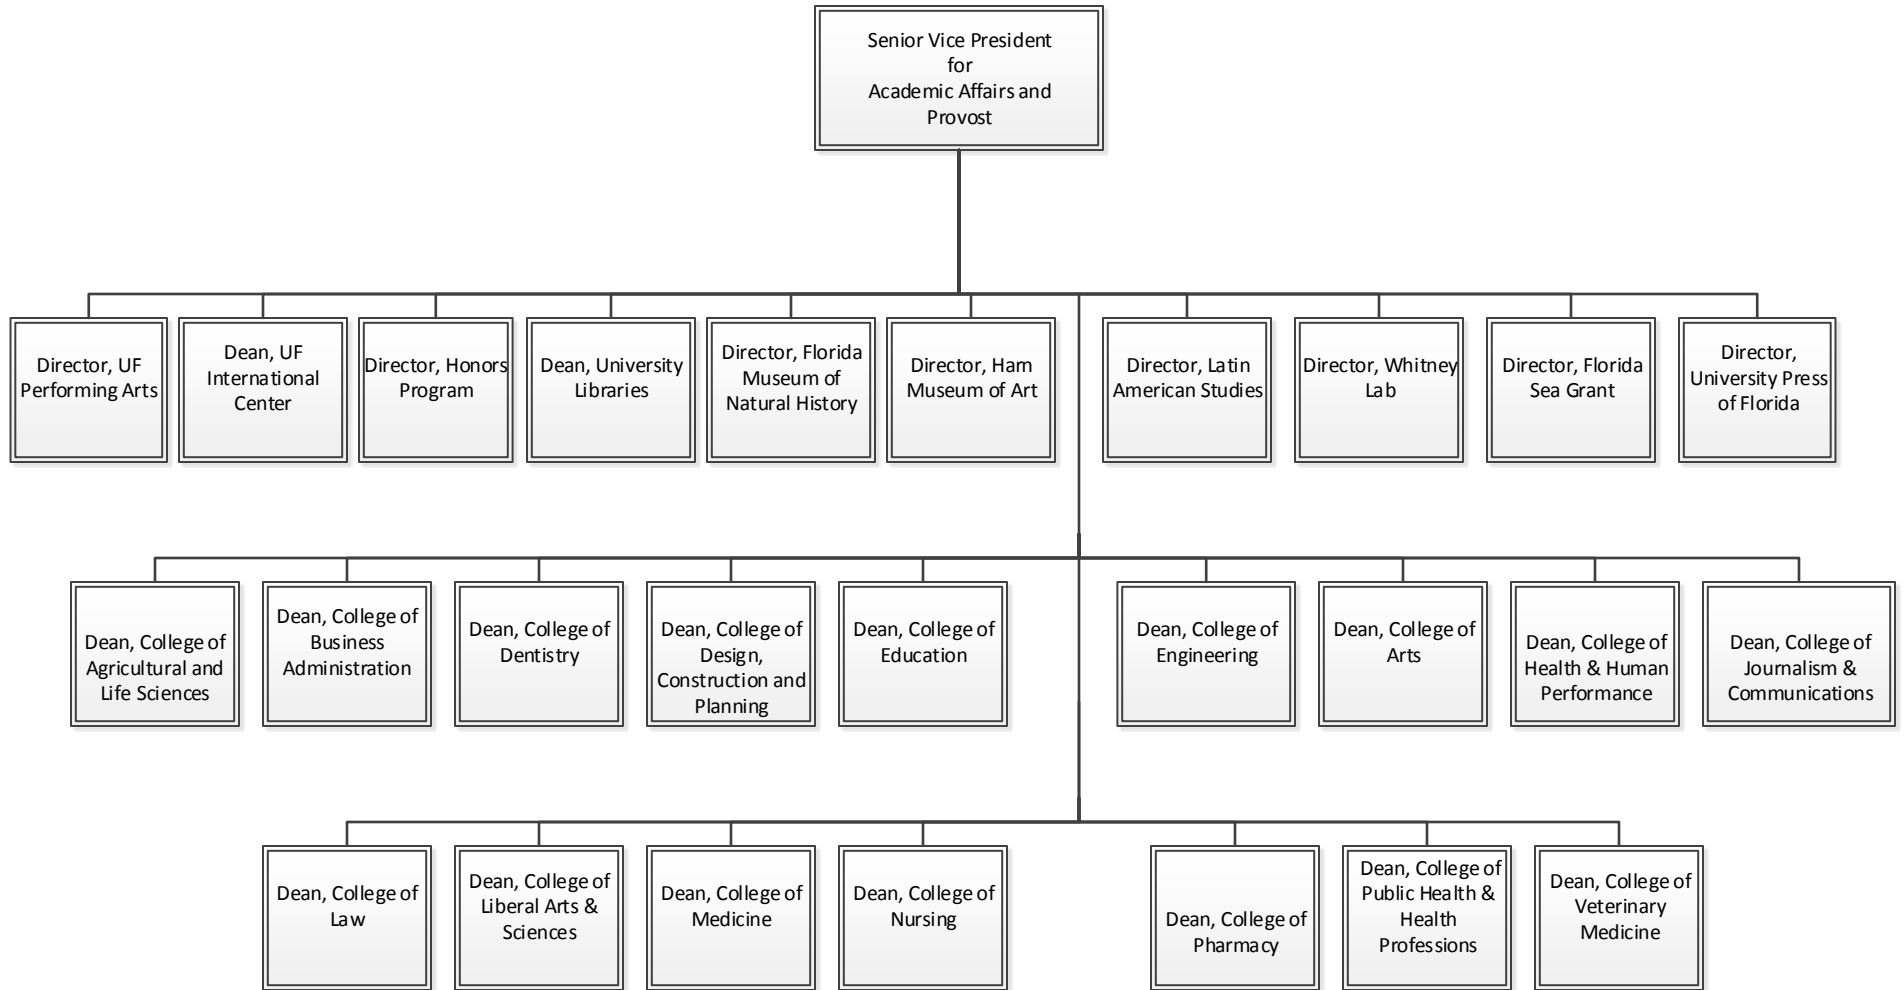 Senior Vice President
for
Academic Affairs and
Provost
Director, UF
Performing Arts
Dean, UF
International
Center
Director, Honors
Program
Dean, University
Libraries
Director, Florida
Museum of
Natural History
Director, Harn
Museum of Art
Director, Latin
American Studies
Director, Whitney
Lab
Director, Florida
Sea Grant
Director,
University Press
of Florida
Dean, College of
Agricultural and
Life Sciences
Dean, College of
Business
Administration
Dean, College of
Dentistry
Dean, College of
Design,
Construction and
Planning
Dean, College of
Education
Dean, College of
Engineering
Dean, College of
Arts
Dean, College of
Health & Human
Performance
Dean, College of
Journalism &
Communications
Dean, College of
Law
Dean, College of
Liberal Arts &
Sciences
Dean, College of
Medicine
Dean, College of
Nursing
Dean, College of
Pharmacy
Dean, College of
Public Health &
Health
Professions
Dean, College of
Veterinary
Medicine